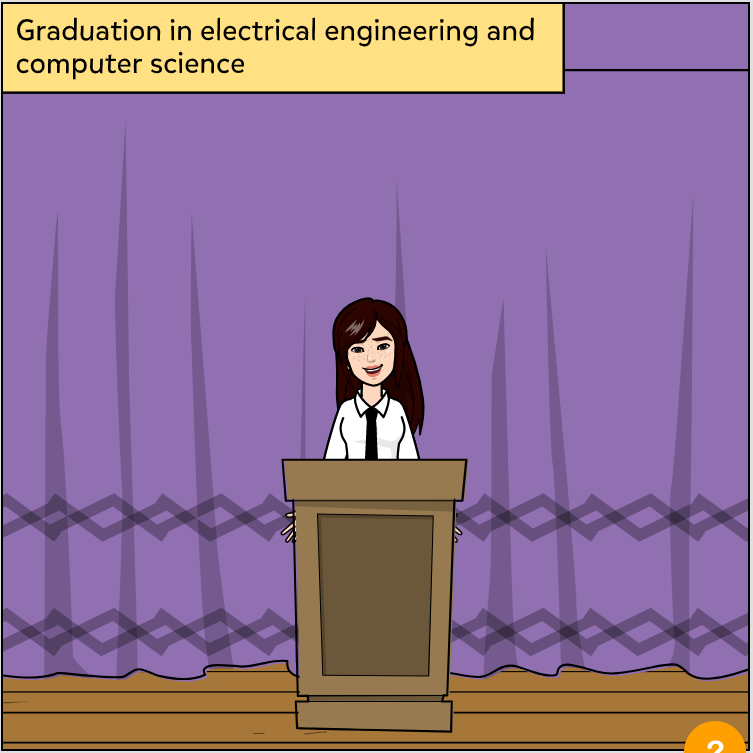 Graduation in electrical engineering and
computer science
?